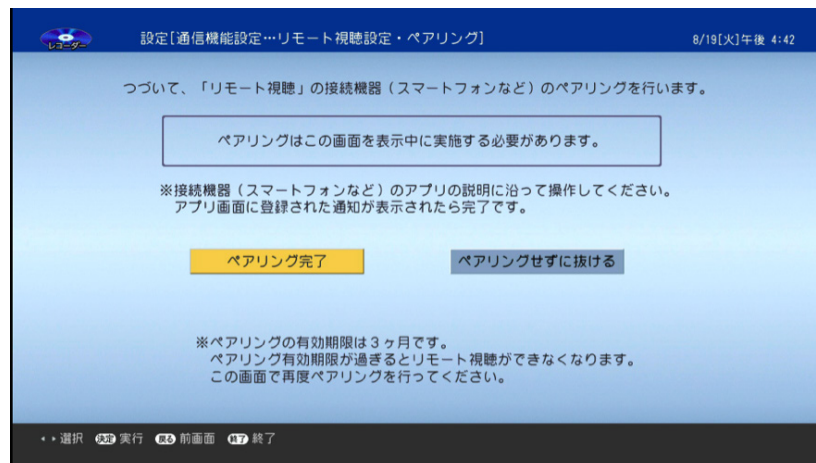 レコーダー
設定[通信機能設定…リモート視聴設定・ペアリング]
8/19[火]午後 4:42
つづいて、「リモート視聴」の接続機器（スマートフォンなど）のペアリングを行います。
ペアリングはこの画面を表示中に実施する必要があります。
※接続機器（スマートフォンなど）のアプリの説明に沿って操作してください。
アプリ画面に登録された通知が表示されたら完了です。
ペアリング完了
ペアリングせずに抜ける
※ペアリングの有効期限は３ヶ月です。
ペアリング有効期限が過ぎるとリモート視聴ができなくなります。
この画面で再度ペアリングを行ってください。
選択 決定 実行 戻る 前画面 終了 終了